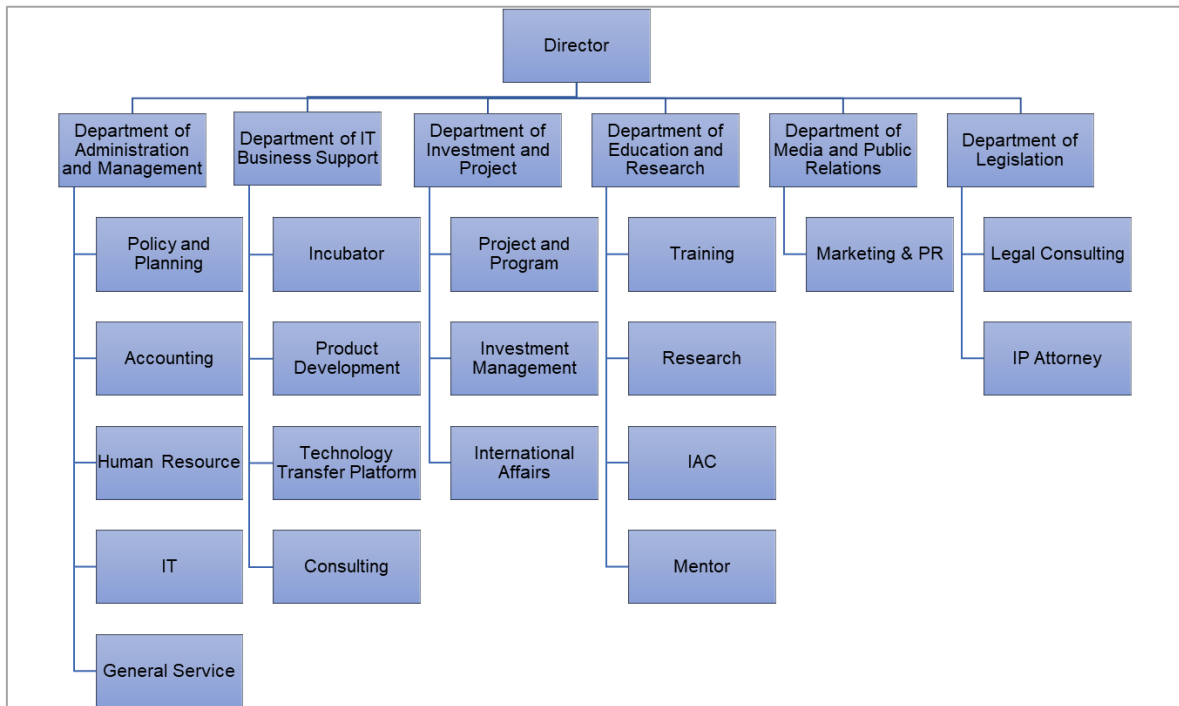 Director
Department of
Administration
and Management
Department of IT
Business Support
Department of
Investment and
Project
Department of
Education and
Research
Department of
Media and Public
Relations
Department of
Legislation
Policy and
Planning
Incubator
Project and
Program
Training
Marketing & PR
Legal Consulting
Accounting
Product
Development
Investment
Management
Research
IP Attorney
Human Resource
Technology
Transfer Platform
International
Affairs
IAC
IT
Consulting
Mentor
General Service